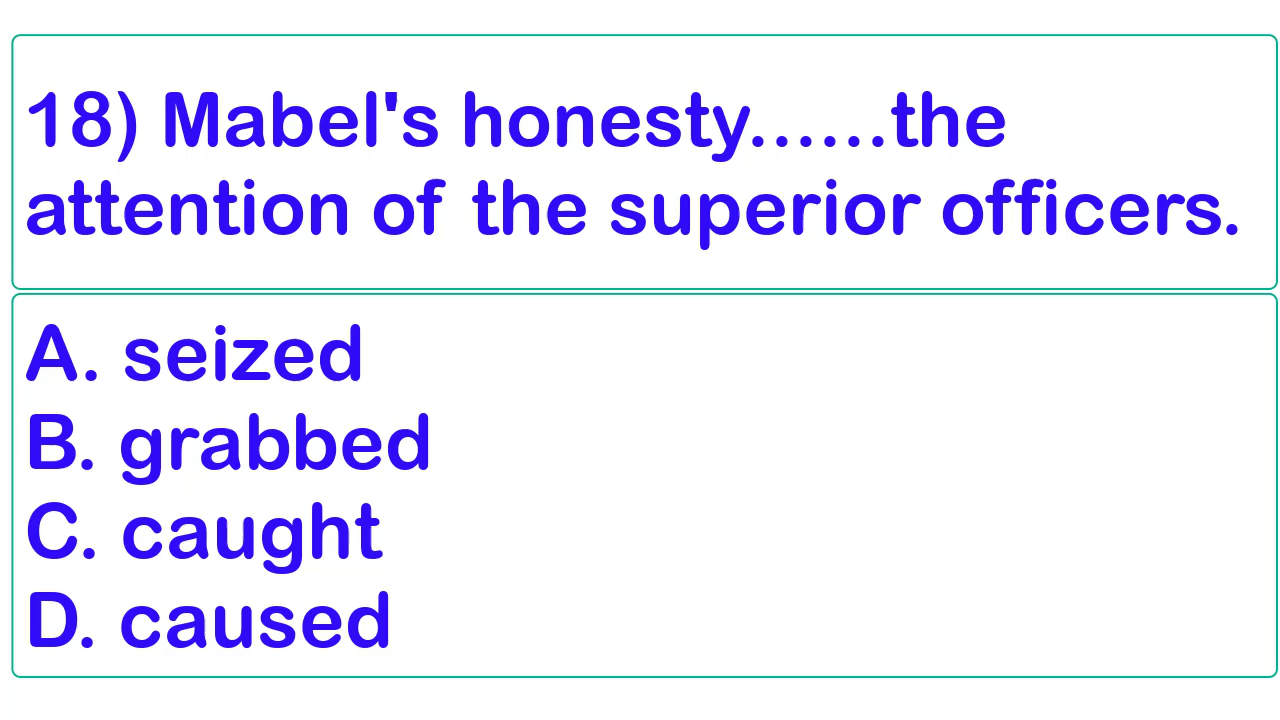 18) Mabel's honesty......the
attention of the superior officers.
A. seized
B. grabbed
C. caught
D. caused